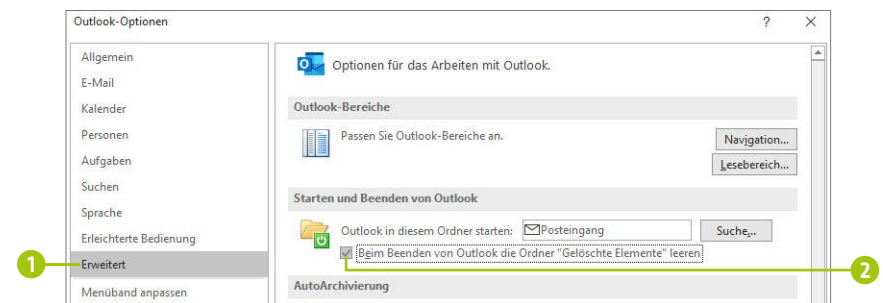 Outlook-Optionen ? ×
Allgemein
E-Mail
Kalender
Personen
Aufgaben
Suchen
Sprache
Erleichterte Bedienung
1 Erweitert
Menüband anpassen
Optionen für das Arbeiten mit Outlook.
Outlook-Bereiche
Passen Sie Outlook-Bereiche an. Navigation...
Lesebereich...
Starten und Beenden von Outlook
Outlook in diesem Ordner starten: Posteingang Suche...
Beim Beenden von Outlook die Ordner "Gelöschte Elemente" leeren 2
AutoArchivierung